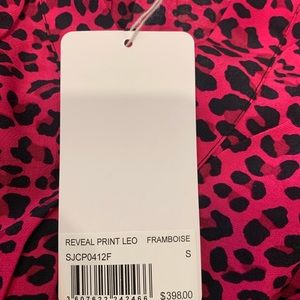 REVEAL PRINT LEO FRAMBOISE
SJCP0412F S
$398.00